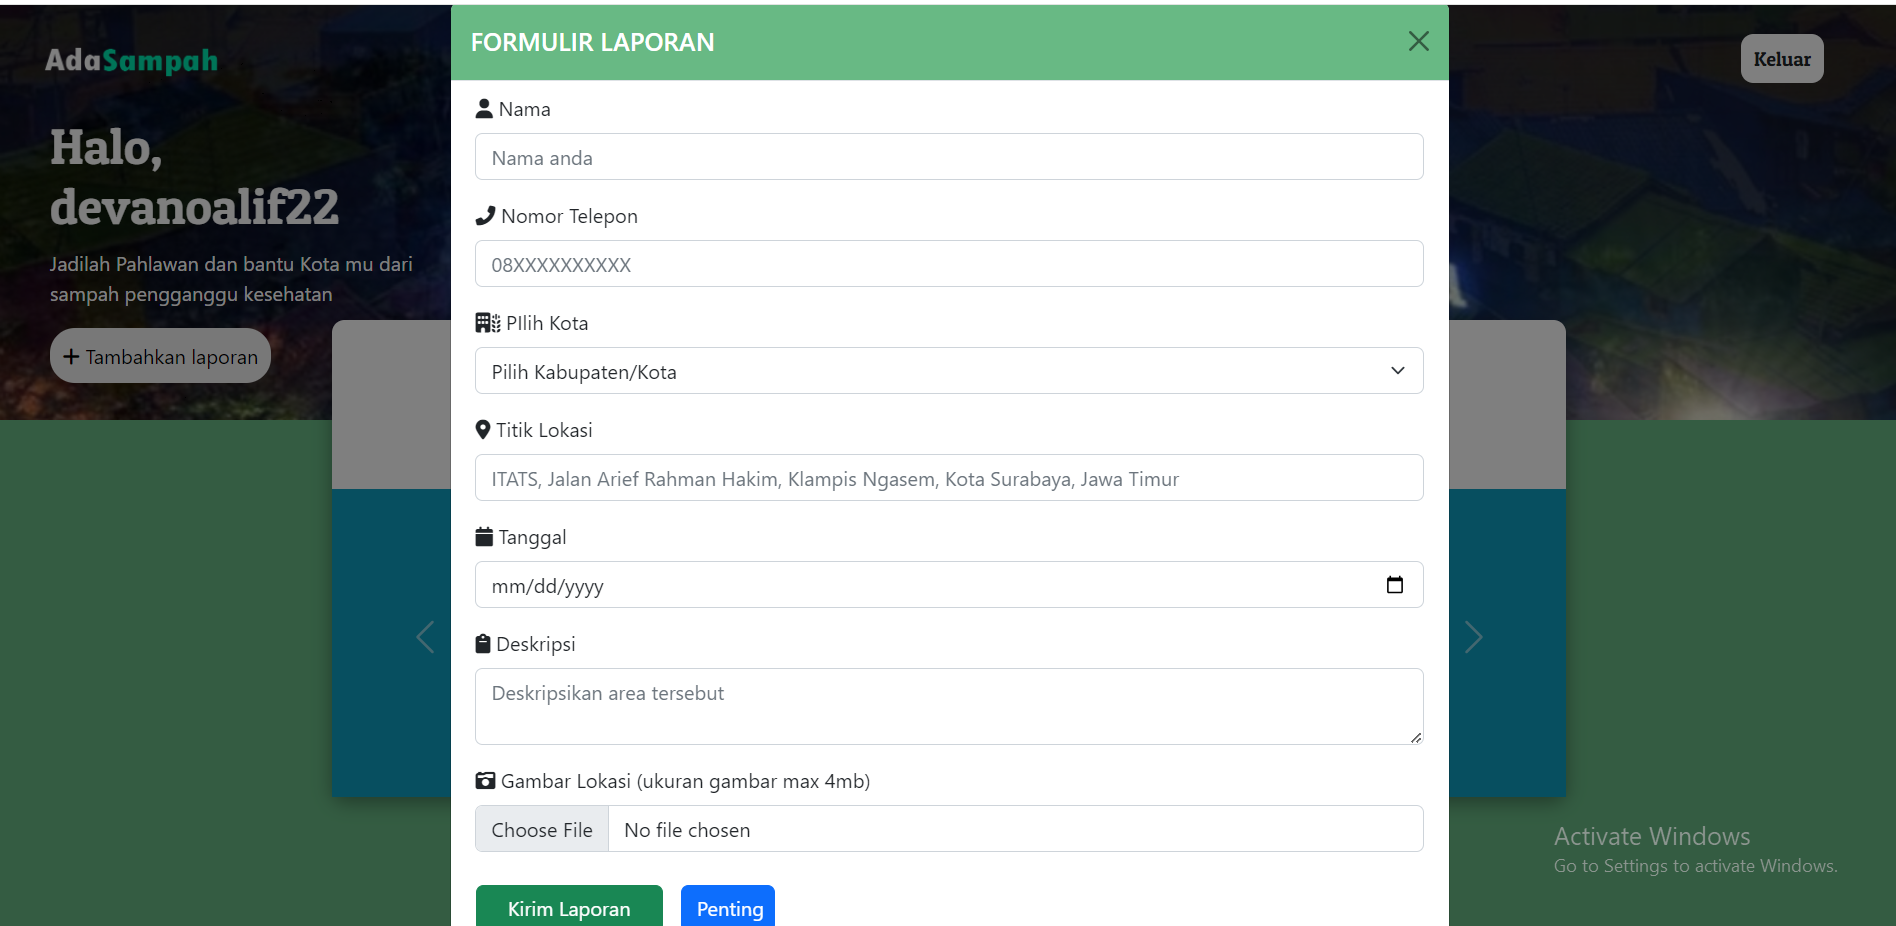 AdaSampah
Halo,
devanoalif22
Jadilah Pahlawan dan bantu Kota mu dari
sampah pengganggu kesehatan
Tambahkan laporan
FORMULIR LAPORAN
Nama
Nama anda
Nomor Telepon
08XXXXXXXXXX
PIlih Kota
Pilih Kabupaten/Kota
Titik Lokasi
ITATS, Jalan Arief Rahman Hakim, Klampis Ngasem, Kota Surabaya, Jawa Timur
Tanggal
mm/dd/yyyy
Deskripsi
Deskripsikan area tersebut
Gambar Lokasi (ukuran gambar max 4mb)
Choose File No file chosen
Kirim Laporan Penting
Keluar
Activate Windows
Go to Settings to activate Windows.